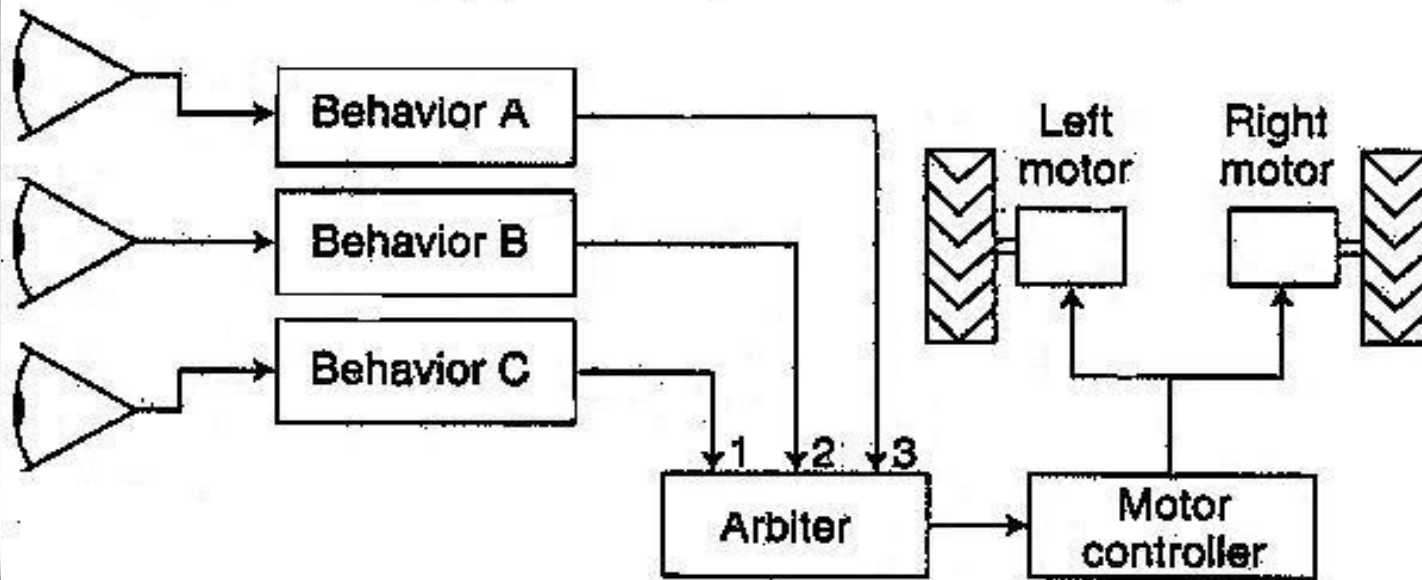 Behavior A
Behavior B
Behavior C
Left
motor
Right
motor
1 2 3
Arbiter
Motor
controller